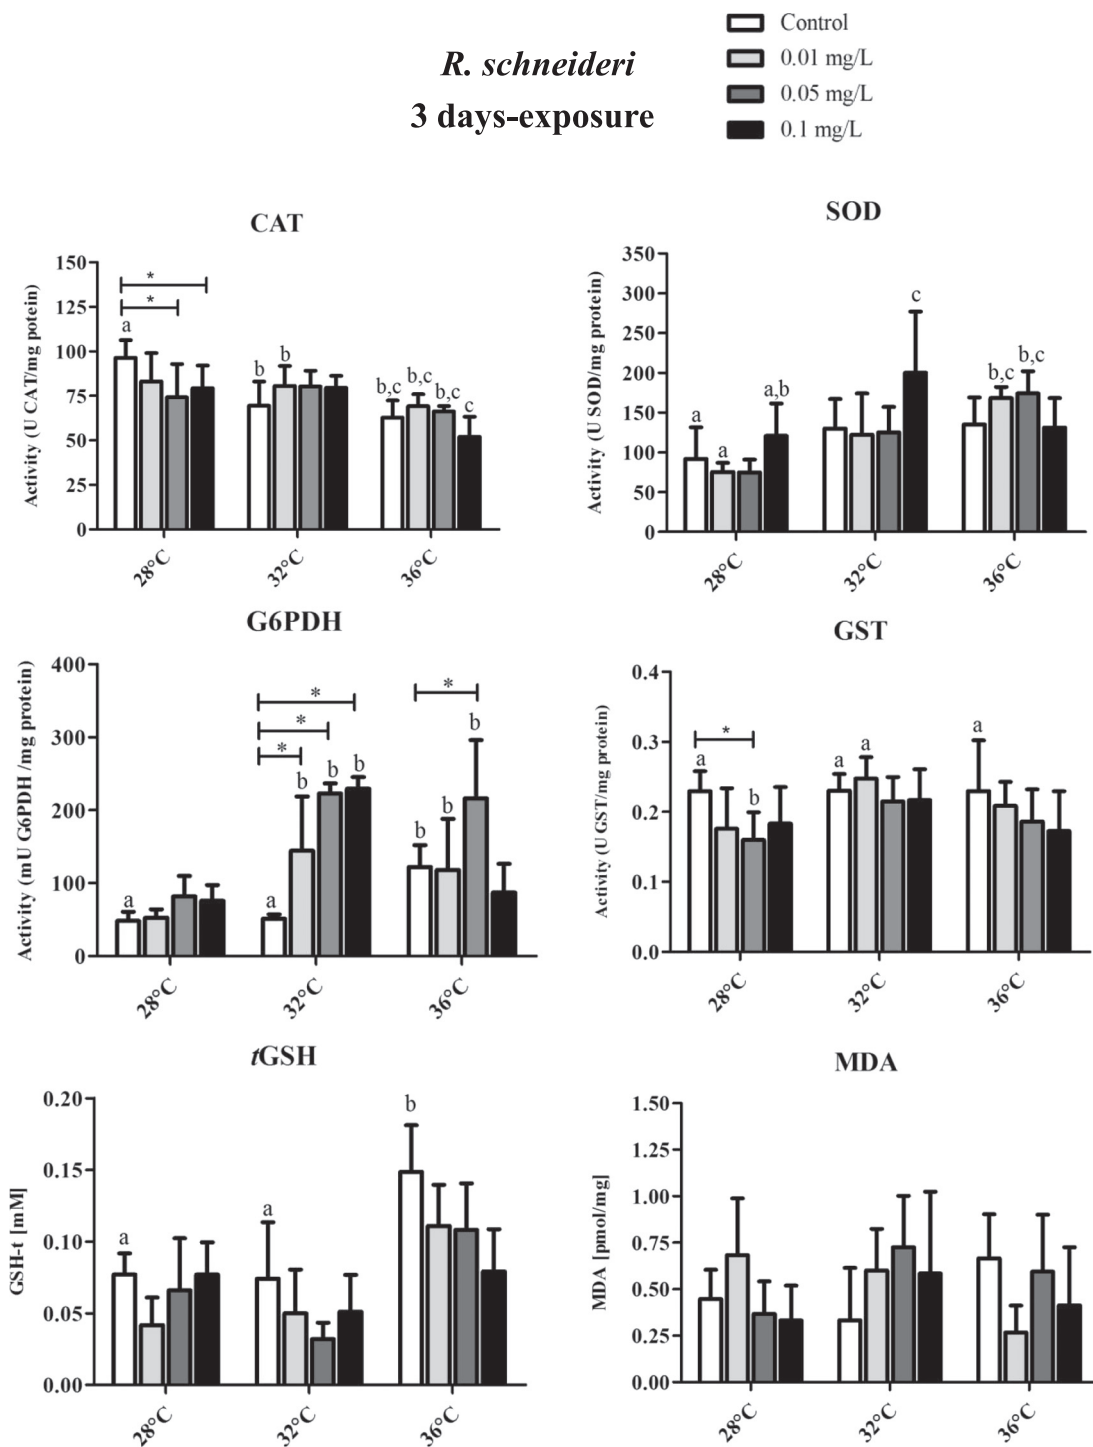 R. schneideri
3 days-exposure
Control
0.01 mg/L
0.05 mg/L
0.1 mg/L
CAT
Activity (U CAT/mg potein)
150
125
100
75
50
25
0
*
*
a
b
b
b,c
b,c
b,c
c
28°C
32°C
36°C
SOD
Activity (U SOD/mg protein)
350
300
250
200
150
100
50
0
a
a
a,b
c
b,c
b,c
28°C
32°C
36°C
G6PDH
Activity (mU G6PDH /mg protein)
400
300
200
100
0
*
*
*
*
a
a
b
b
b
b
b
b
28°C
32°C
36°C
GST
Activity (U GST/mg protein)
0.4
0.3
0.2
0.1
0.0
*
a
b
a
a
a
28°C
32°C
36°C
tGSH
GSH-t [mM]
0.20
0.15
0.10
0.05
0.00
a
a
b
28°C
32°C
36°C
MDA
MDA [pmol/mg]
1.50
1.25
1.00
0.75
0.50
0.25
0.00
28°C
32°C
36°C